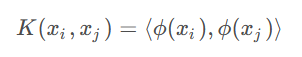 K(x_i, x_j) = ⟨ϕ(x_i), ϕ(x_j)⟩